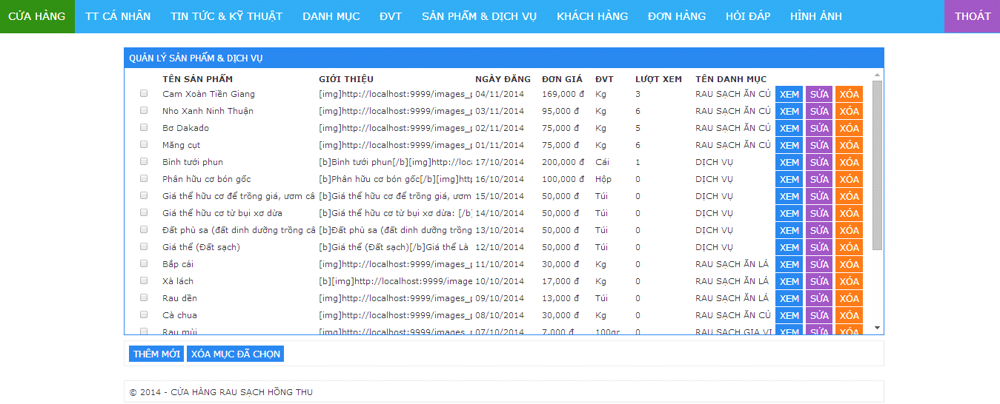 CỬA HÀNG TT CÁ NHÂN TIN TỨC & KỸ THUẬT DANH MỤC ĐVT SẢN PHẨM & DỊCH VỤ KHÁCH HÀNG ĐƠN HÀNG HỎI ĐÁP HÌNH ẢNH THOÁT
QUẢN LÝ SẢN PHẨM & DỊCH VỤ
TÊN SẢN PHẨM GIỚI THIỆU NGÀY ĐĂNG ĐƠN GIÁ ĐVT LƯỢT XEM TÊN DANH MỤC
Cam Xoàn Tiền Giang [img]http://localhost:9999/images_p 04/11/2014 169,000 đ Kg 3 RAU SẠCH ĂN CỦ XEM SỬA XÓA
Nho Xanh Ninh Thuận [img]http://localhost:9999/images_p 03/11/2014 95,000 đ Kg 6 RAU SẠCH ĂN CỦ XEM SỬA XÓA
Bơ Dakado [img]http://localhost:9999/images_p 02/11/2014 75,000 đ Kg 5 RAU SẠCH ĂN CỦ XEM SỬA XÓA
Măng cụt [img]http://localhost:9999/images_p 01/11/2014 75,000 đ Kg 6 RAU SẠCH ĂN CỦ XEM SỬA XÓA
Bình tưới phun [b]Bình tưới phun[/b][img]http://loca 17/10/2014 200,000 đ Cái 1 DỊCH VỤ XEM SỬA XÓA
Phân hữu cơ bón gốc [b]Phân hữu cơ bón gốc[/b][img]http 16/10/2014 100,000 đ Hộp 0 DỊCH VỤ XEM SỬA XÓA
Giá thể hữu cơ để trồng giá, ươm câ [b]Giá thể hữu cơ để trồng giá, ươm 15/10/2014 50,000 đ Túi 0 DỊCH VỤ XEM SỬA XÓA
Giá thể hữu cơ từ bụi xơ dừa [b]Giá thể hữu cơ từ bụi xơ dừa: [/b] 14/10/2014 50,000 đ Túi 0 DỊCH VỤ XEM SỬA XÓA
Đất phù sa (đất dinh dưỡng trồng câ [b]Đất phù sa (đất dinh dưỡng trồng 13/10/2014 50,000 đ Túi 0 DỊCH VỤ XEM SỬA XÓA
Giá thể (Đất sạch) [b]Giá thể (Đất sạch)[/b]Giá thể Là 12/10/2014 50,000 đ Túi 0 DỊCH VỤ XEM SỬA XÓA
Bắp cải [img]http://localhost:9999/images_p 11/10/2014 30,000 đ Kg 0 RAU SẠCH ĂN LÁ XEM SỬA XÓA
Xà lách [b][img]http://localhost:9999/image 10/10/2014 17,000 đ Kg 0 RAU SẠCH ĂN LÁ XEM SỬA XÓA
Rau dền [img]http://localhost:9999/images_p 09/10/2014 13,000 đ Túi 0 RAU SẠCH ĂN LÁ XEM SỬA XÓA
Cà chua [img]http://localhost:9999/images_p 08/10/2014 30,000 đ Kg 0 RAU SẠCH ĂN CỦ XEM SỬA XÓA
Rau mùi [img]http://localhost:9999/images_p 07/10/2014 7,000 đ 100gr 0 RAU SẠCH GIA VỊ XEM SỬA XÓA
THÊM MỚI XÓA MỤC ĐÃ CHỌN
© 2014 - CỬA HÀNG RAU SẠCH HỒNG THU